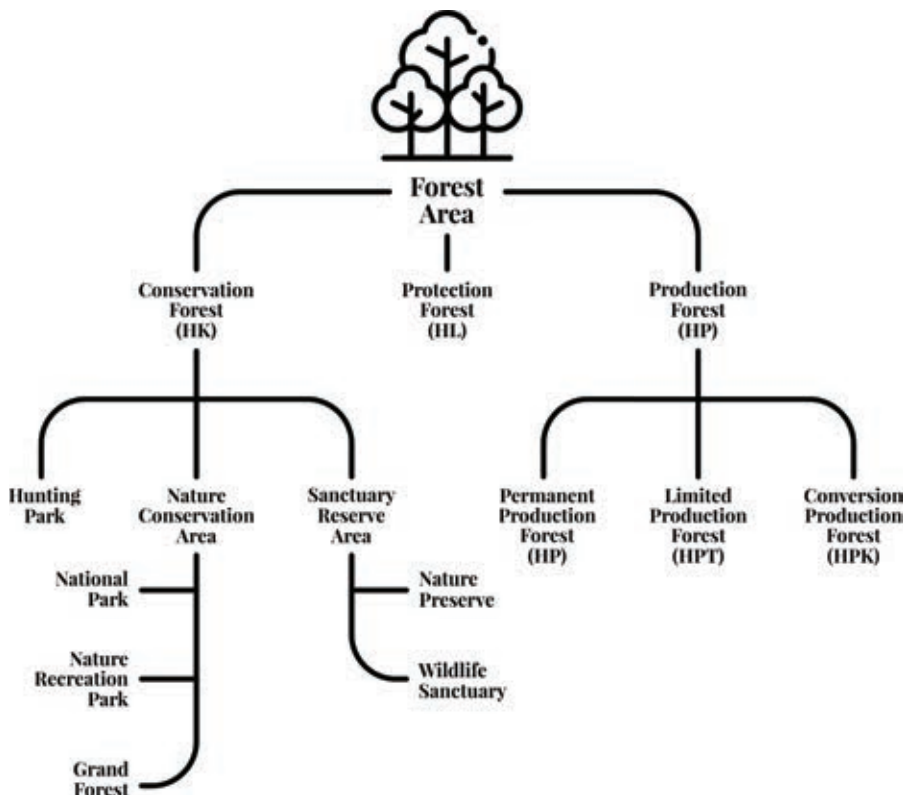 Forest
Area
Conservation
Forest
(HK)
Protection
Forest
(HL)
Production
Forest
(HP)
Hunting
Park
Nature
Conservation
Area
Sanctuary
Reserve
Area
Permanent
Production
Forest
(HP)
Limited
Production
Forest
(HPT)
Conversion
Production
Forest
(HPK)
National
Park
Nature
Recreation
Park
Grand
Forest
Nature
Preserve
Wildlife
Sanctuary